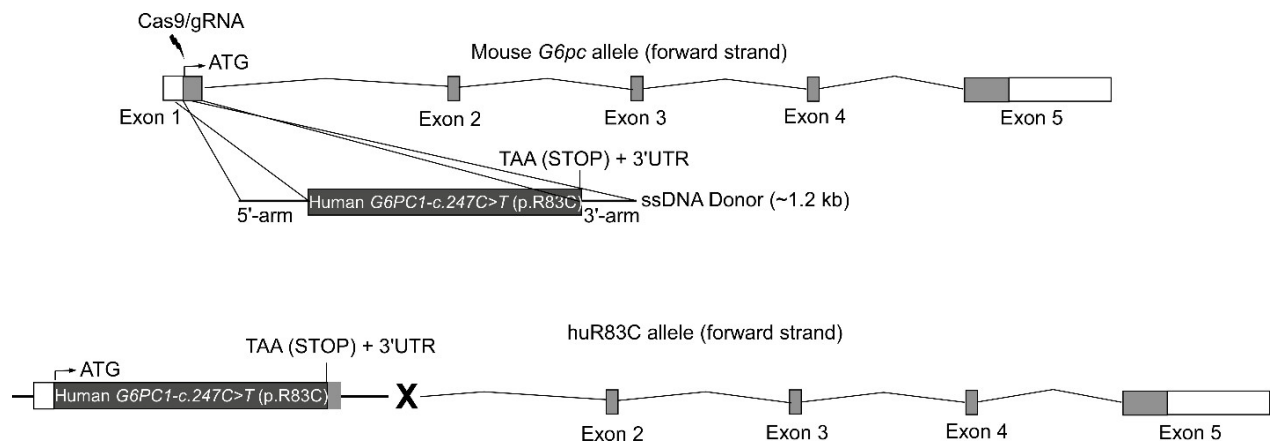 Cas9/gRNA
ATG
Mouse G6pc allele (forward strand)
Exon 1
Exon 2
Exon 3
Exon 4
Exon 5
TAA (STOP) + 3'UTR
Human G6PC1-c.247C>T (p.R83C)
5'-arm
3'-arm
ssDNA Donor (~1.2 kb)
huR83C allele (forward strand)
TAA (STOP) + 3'UTR
ATG
Human G6PC1-c.247C>T (p.R83C)
X
Exon 2
Exon 3
Exon 4
Exon 5